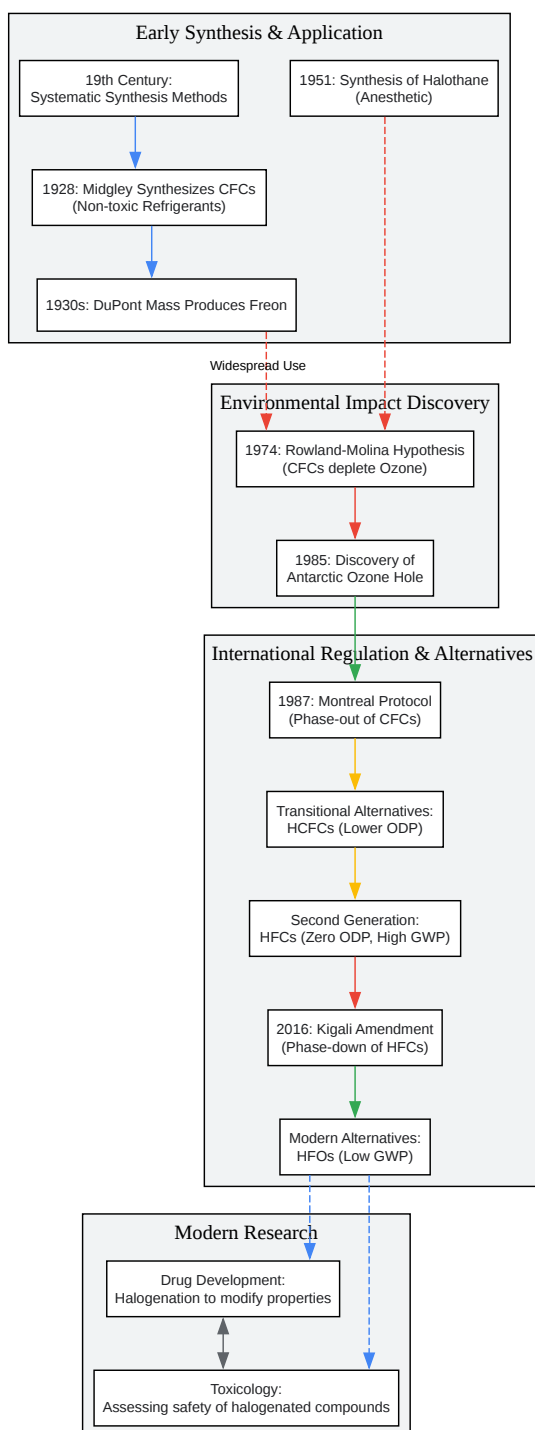 Early Synthesis & Application
19th Century:
Systematic Synthesis Methods
1951: Synthesis of Halothane
(Anesthetic)
1928: Midgley Synthesizes CFCs
(Non-toxic Refrigerants)
1930s: DuPont Mass Produces Freon
Widespread Use
Environmental Impact Discovery
1974: Rowland-Molina Hypothesis
(CFCs deplete Ozone)
1985: Discovery of
Antarctic Ozone Hole
International Regulation & Alternatives
1987: Montreal Protocol
(Phase-out of CFCs)
Transitional Alternatives:
HCFCs (Lower ODP)
Second Generation:
HFCs (Zero ODP, High GWP)
2016: Kigali Amendment
(Phase-down of HFCs)
Modern Alternatives:
HFOs (Low GWP)
Modern Research
Drug Development:
Halogenation to modify properties
Toxicology:
Assessing safety of halogenated compounds